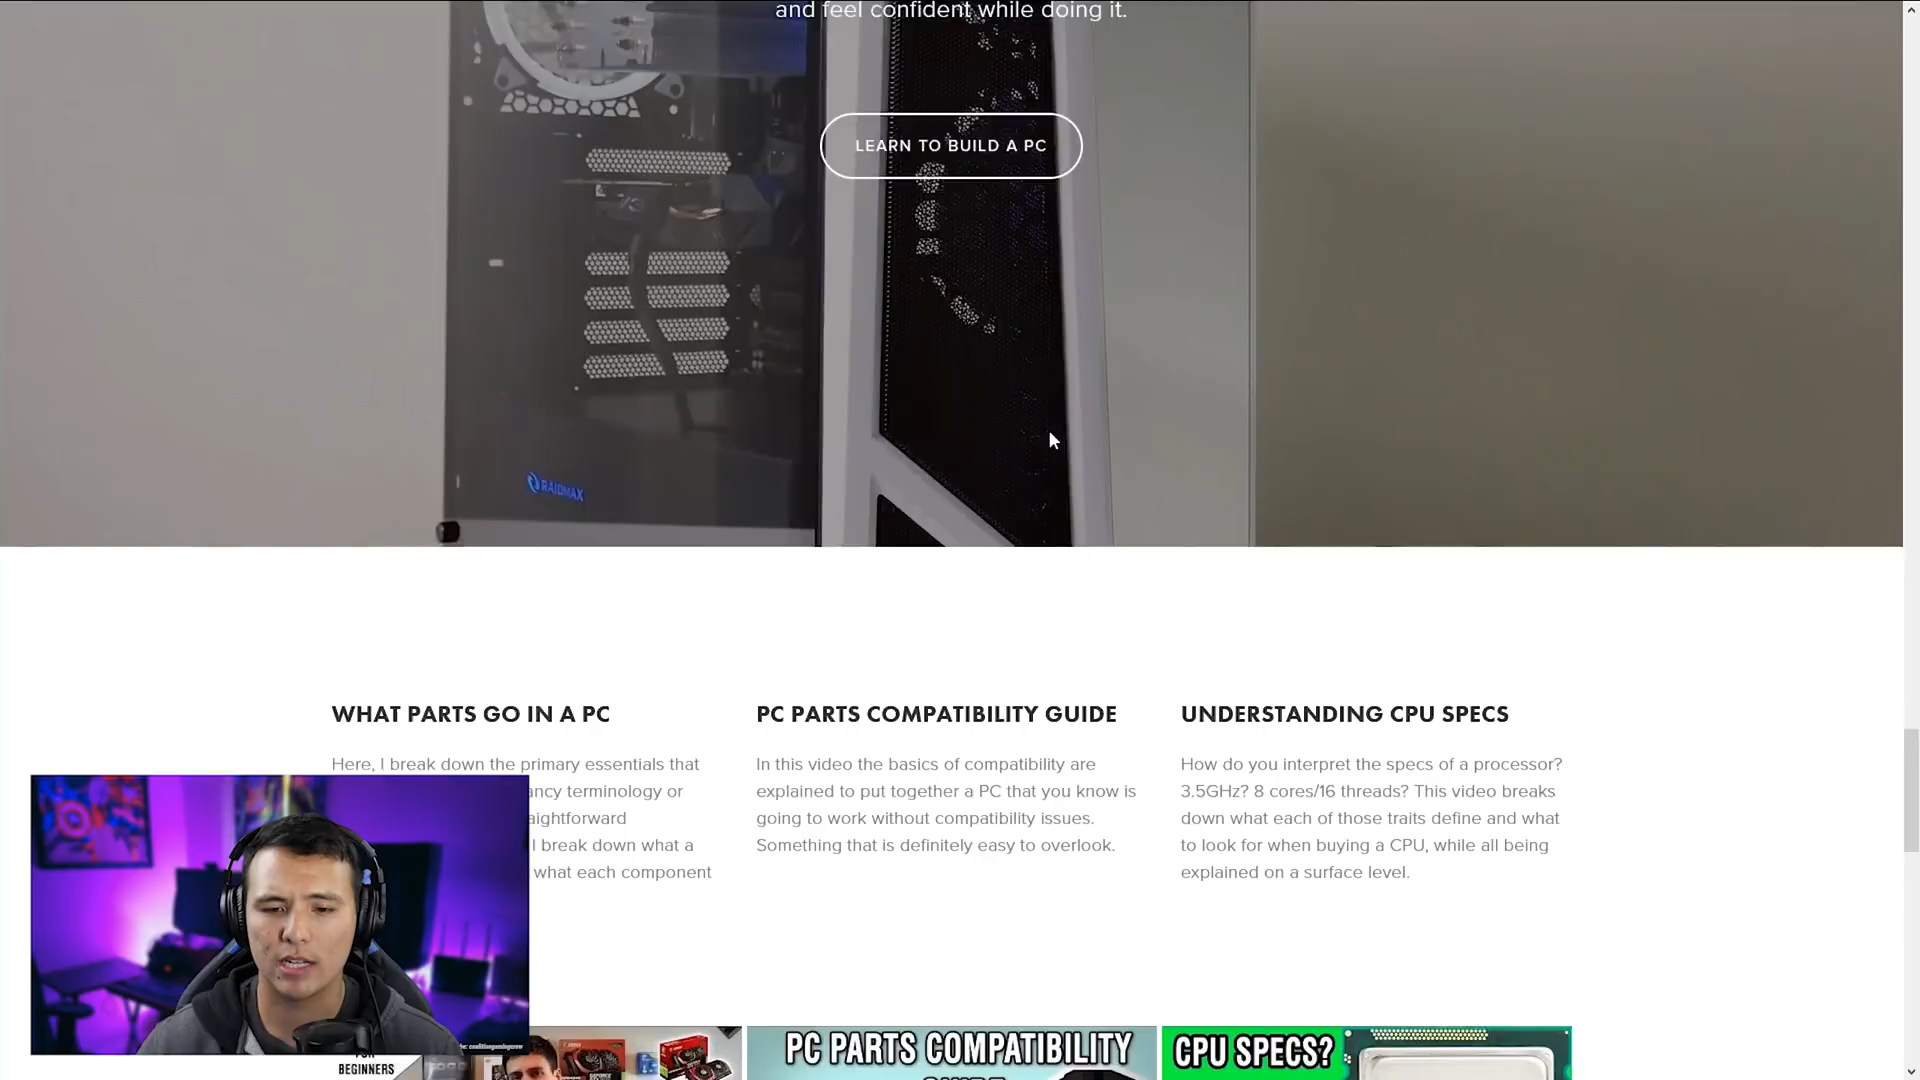 and feel confident while doing it.
LEARN TO BUILD A PC
RAIDMAX
WHAT PARTS GO IN A PC
Here, I break down the primary essentials that
ancy terminology or
aightforward
I break down what a
what each component
PC PARTS COMPATIBILITY GUIDE
In this video the basics of compatibility are
explained to put together a PC that you know is
going to work without compatibility issues.
Something that is definitely easy to overlook.
UNDERSTANDING CPU SPECS
How do you interpret the specs of a processor?
3.5GHz? 8 cores/16 threads? This video breaks
down what each of those traits define and what
to look for when buying a CPU, while all being
explained on a surface level.
BEGINNERS
PC PARTS COMPATIBILITY
CPU SPECS?